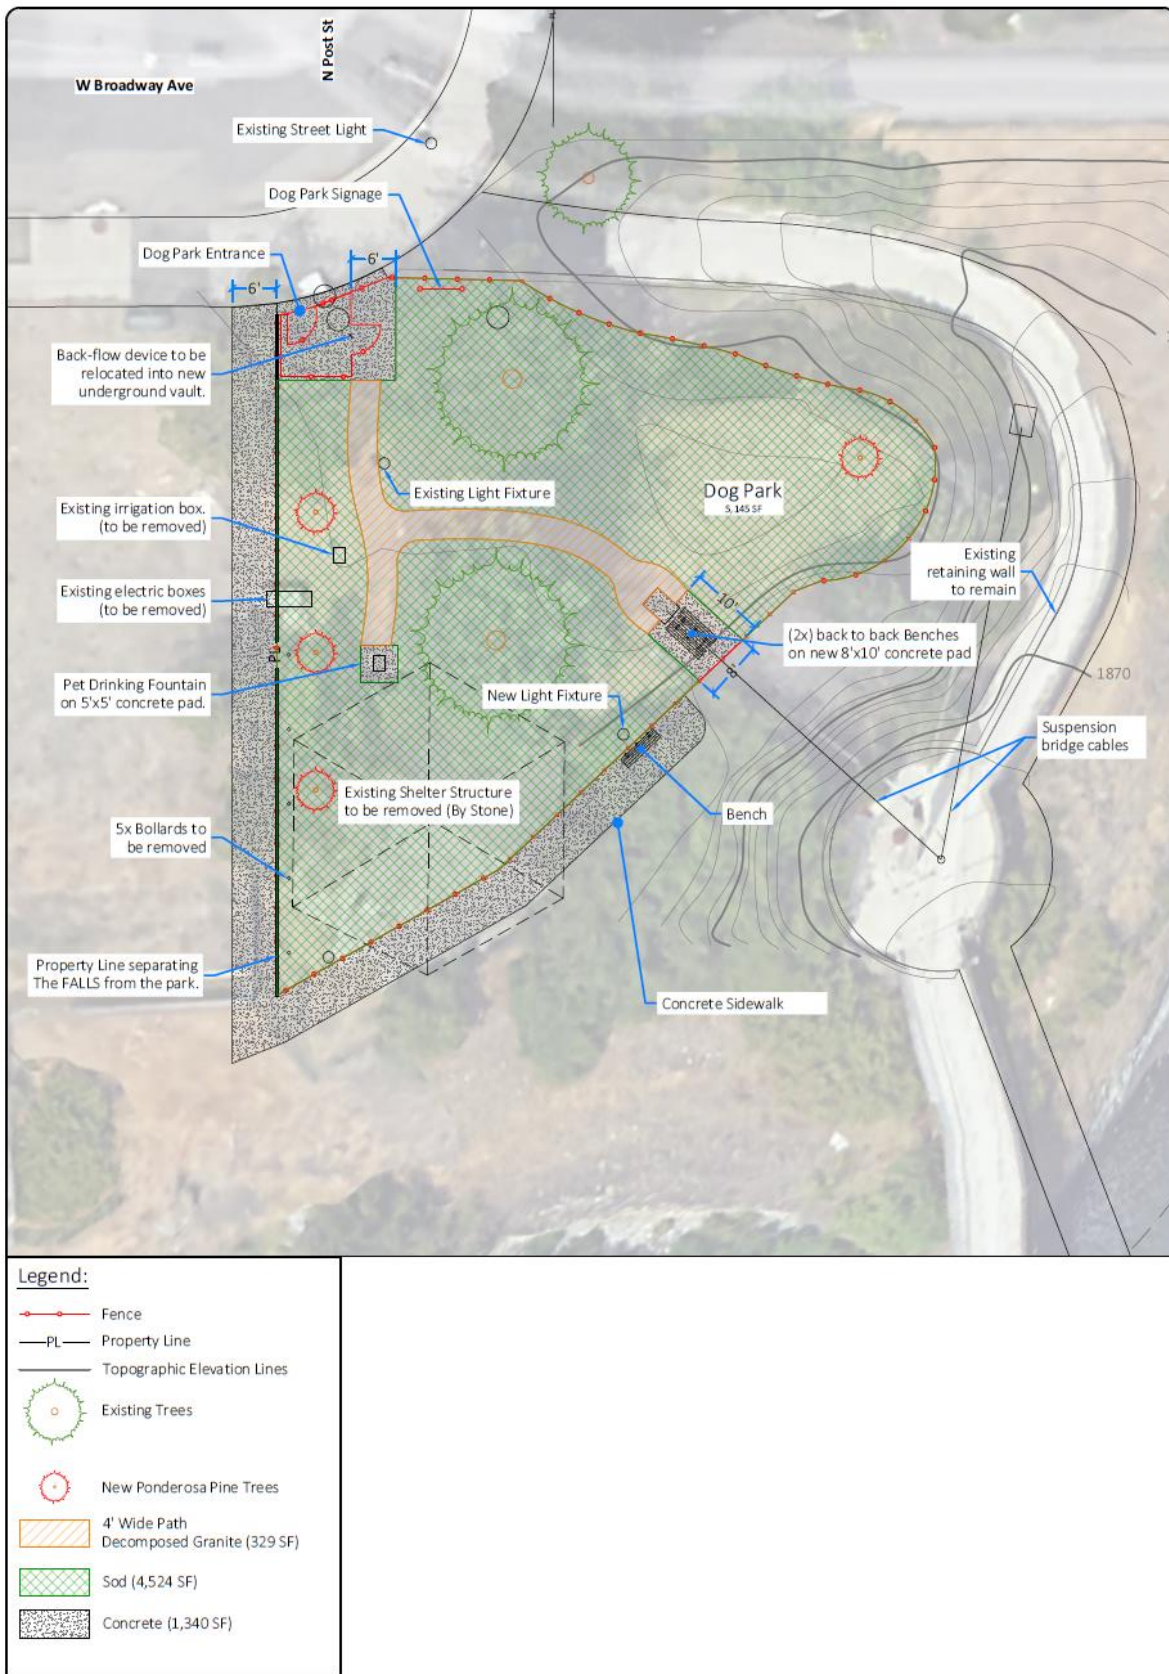 N Post St
W Broadway Ave
Existing Street Light
Dog Park Signage
Dog Park Entrance
6'
6'
Back-flow device to be
relocated into new
underground vault.
Existing Light Fixture
Dog Park
5,145 SF
Existing irrigation box.
(to be removed)
Existing
retaining wall
to remain
Existing electric boxes
(to be removed)
10'
(2x) back to back Benches
on new 8'x10' concrete pad
PL
8'
1870
Pet Drinking Fountain
on 5'x5' concrete pad.
New Light Fixture
Suspension
bridge cables
Existing Shelter Structure
to be removed (By Stone)
Bench
5x Bollards to
be removed
Property Line separating
The FALLS from the park.
Concrete Sidewalk
Legend:
Fence
PL
Property Line
Topographic Elevation Lines
Existing Trees
New Ponderosa Pine Trees
4' Wide Path
Decomposed Granite (329 SF)
Sod (4,524 SF)
Concrete (1,340 SF)